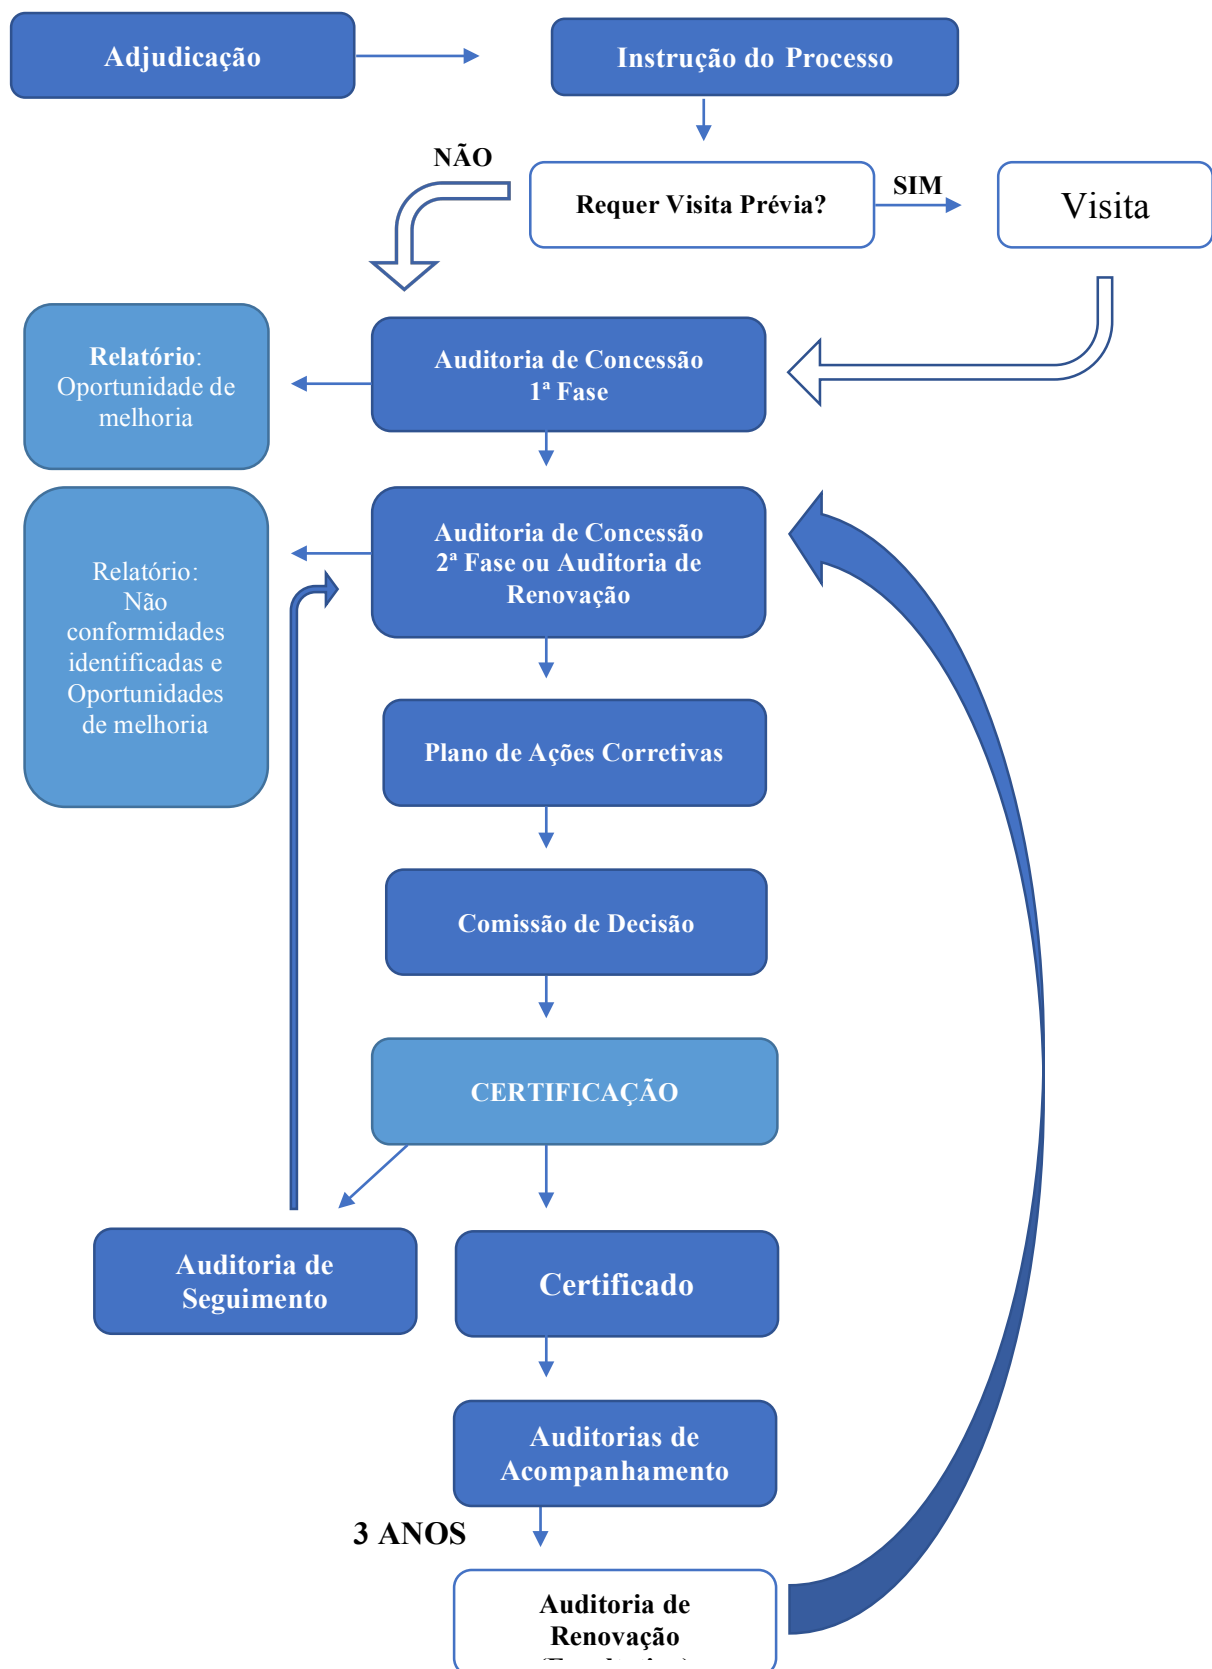 Adjudicação
Instrução do Processo
NÃO
Requer Visita Prévia?
SIM
Visita
Relatório:
Oportunidade de
melhoria
Auditoria de Concessão
1ª Fase
Relatório:
Não
conformidades
identificadas e
Oportunidades
de melhoria
Auditoria de Concessão
2ª Fase ou Auditoria de
Renovação
Plano de Ações Corretivas
Comissão de Decisão
CERTIFICAÇÃO
Auditoria de
Seguimento
Certificado
Auditorias de
Acompanhamento
3 ANOS
Auditoria de
Renovação